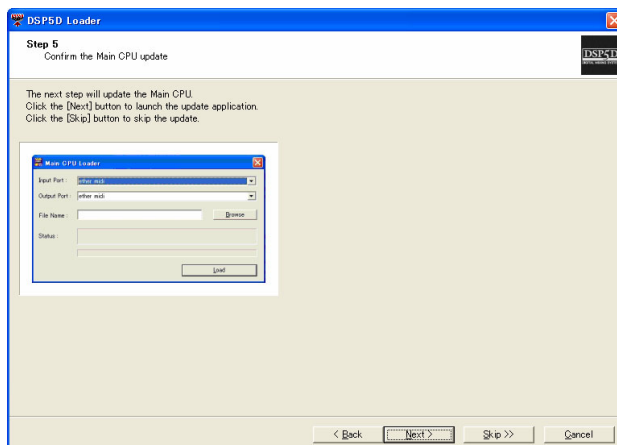 DSP5D Loader
Step 5
Confirm the Main CPU update
DSP5D
The next step will update the Main CPU.
Click the [Next] button to launch the update application.
Click the [Skip] button to skip the update.
Main CPU Loader
Input Port :
ether midi
Output Port :
ether midi
File Name :
Browse
Status :
Load
< Back
Next >
Skip >>
Cancel